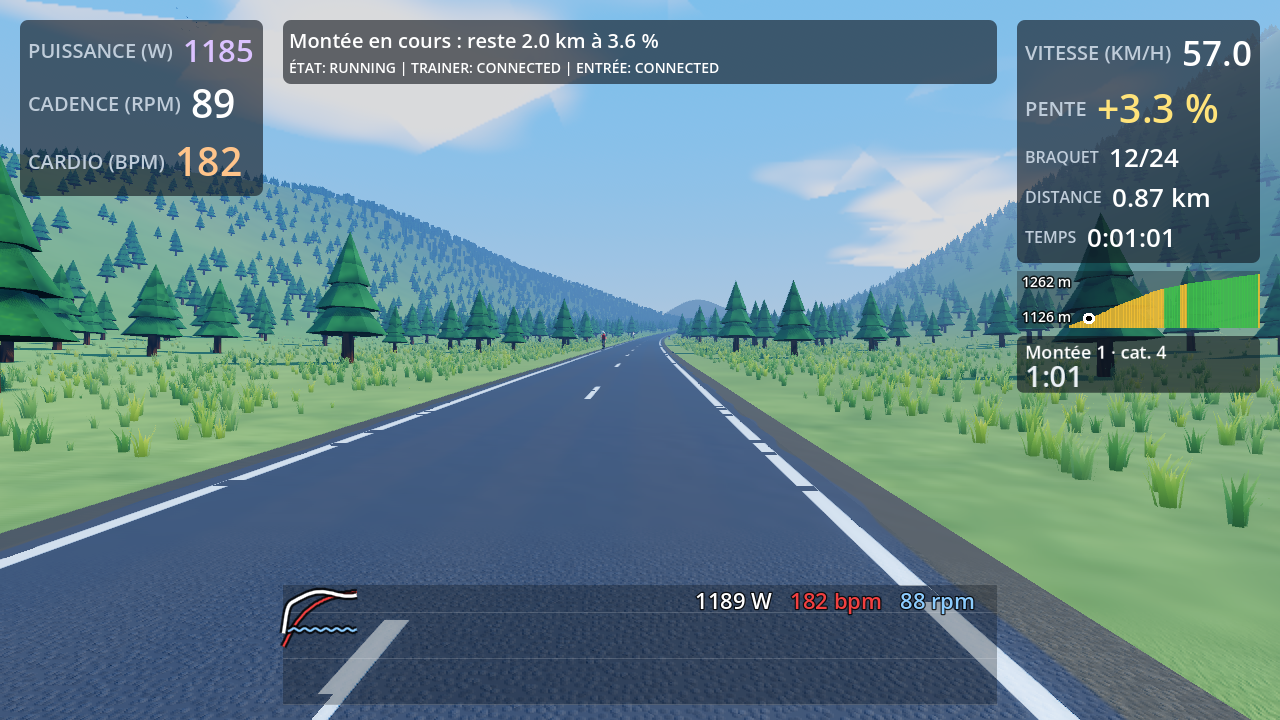 PUISSANCE (W) 1185
CADENCE (RPM) 89
CARDIO (BPM) 182
Montée en cours : reste 2.0 km à 3.6 %
ÉTAT: RUNNING | TRAINER: CONNECTED | ENTRÉE: CONNECTED
VITESSE (KM/H) 57.0
PENTE +3.3 %
BRAQUET 12/24
DISTANCE 0.87 km
TEMPS 0:01:01
1262 m
1126 m
Montée 1 · cat. 4
1:01
1189 W 182 bpm 88 rpm